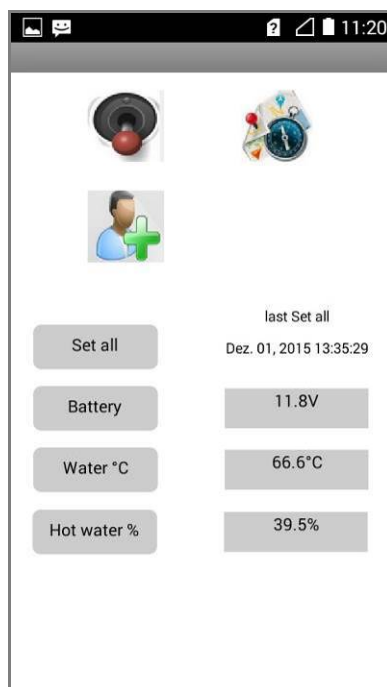 11:20
last Set all
Set all
Dez. 01, 2015 13:35:29
Battery
11.8V
Water °C
66.6°C
Hot water %
39.5%